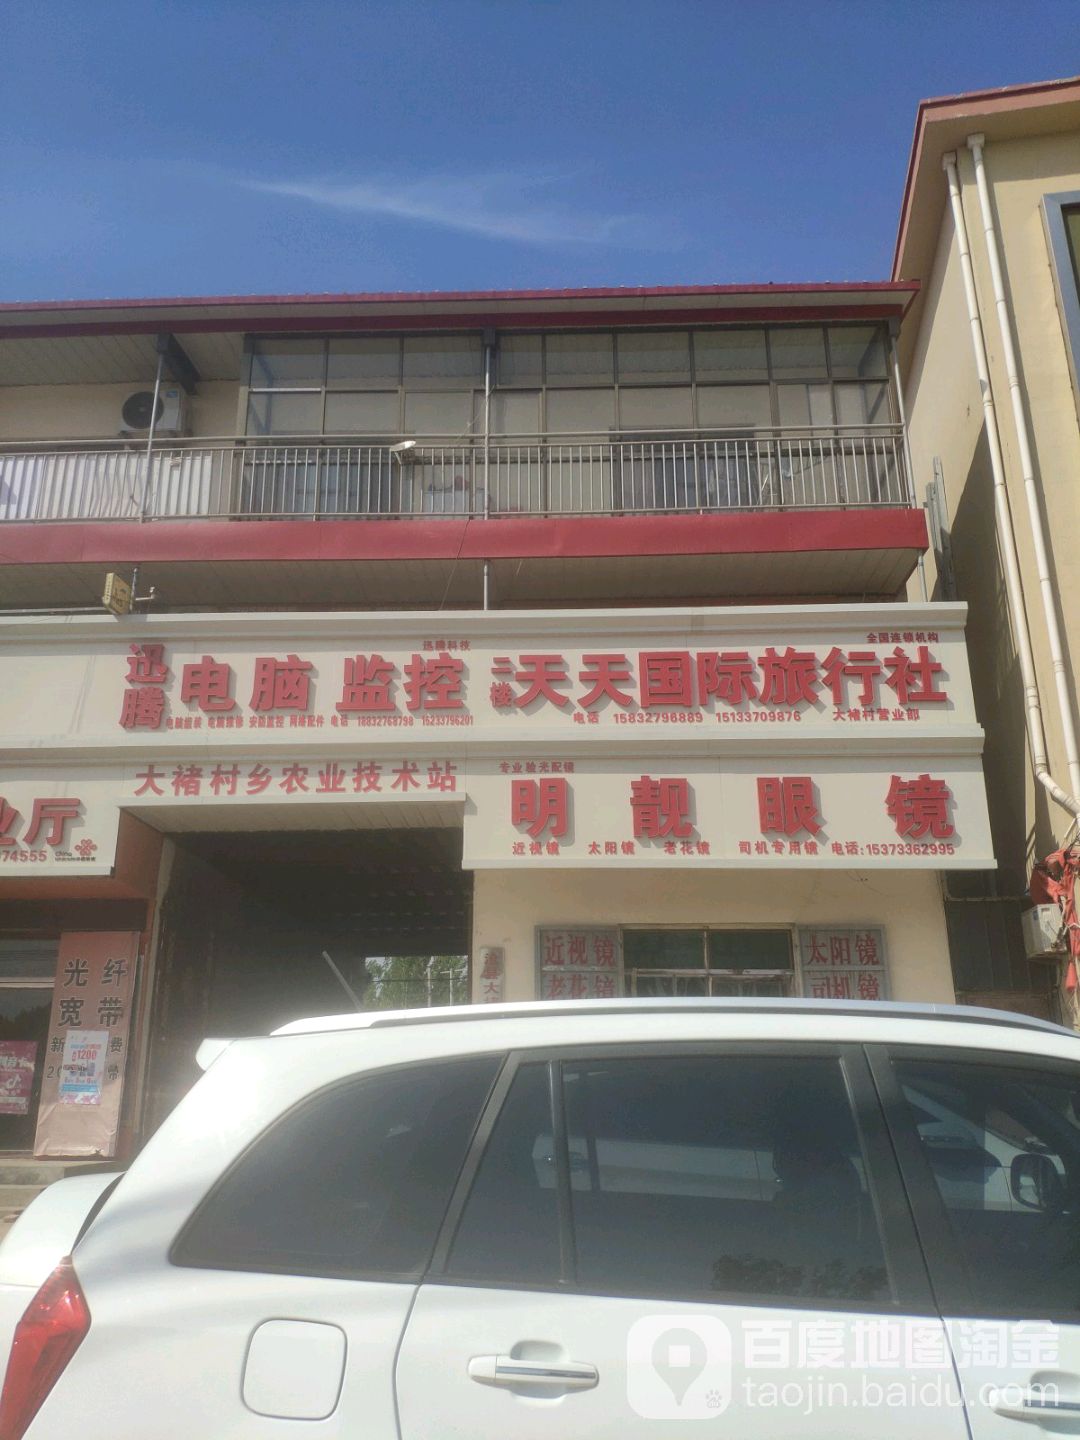 迅腾
迅腾科技
电脑 监控
电脑组装 电脑维修 安防监控 网络配件 电话 18832768798 15233796201
全国连锁机构
二楼 天天国际旅行社
电话 15832796889 15133709876 大褚村营业部
大褚村乡农业技术站
专业验光配镜
明靓眼镜
近视镜 太阳镜 老花镜 司机专用镜 电话:15373362995
业厅
74555
China
近视镜
老花镜
太阳镜
司机镜
光纤
宽带
1200
百度地图淘金
taojin.baidu.com